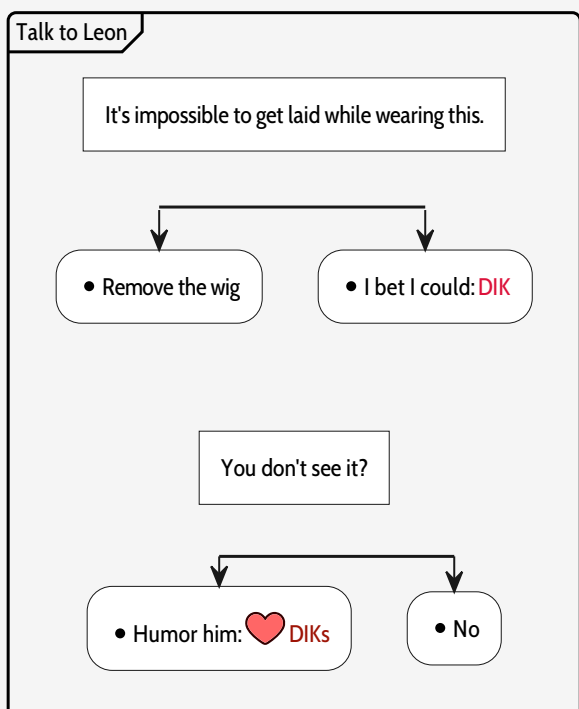 Talk to Leon
It's impossible to get laid while wearing this.
• Remove the wig
• I bet I could: DIK
You don't see it?
• Humor him: ❤ DIKs
• No